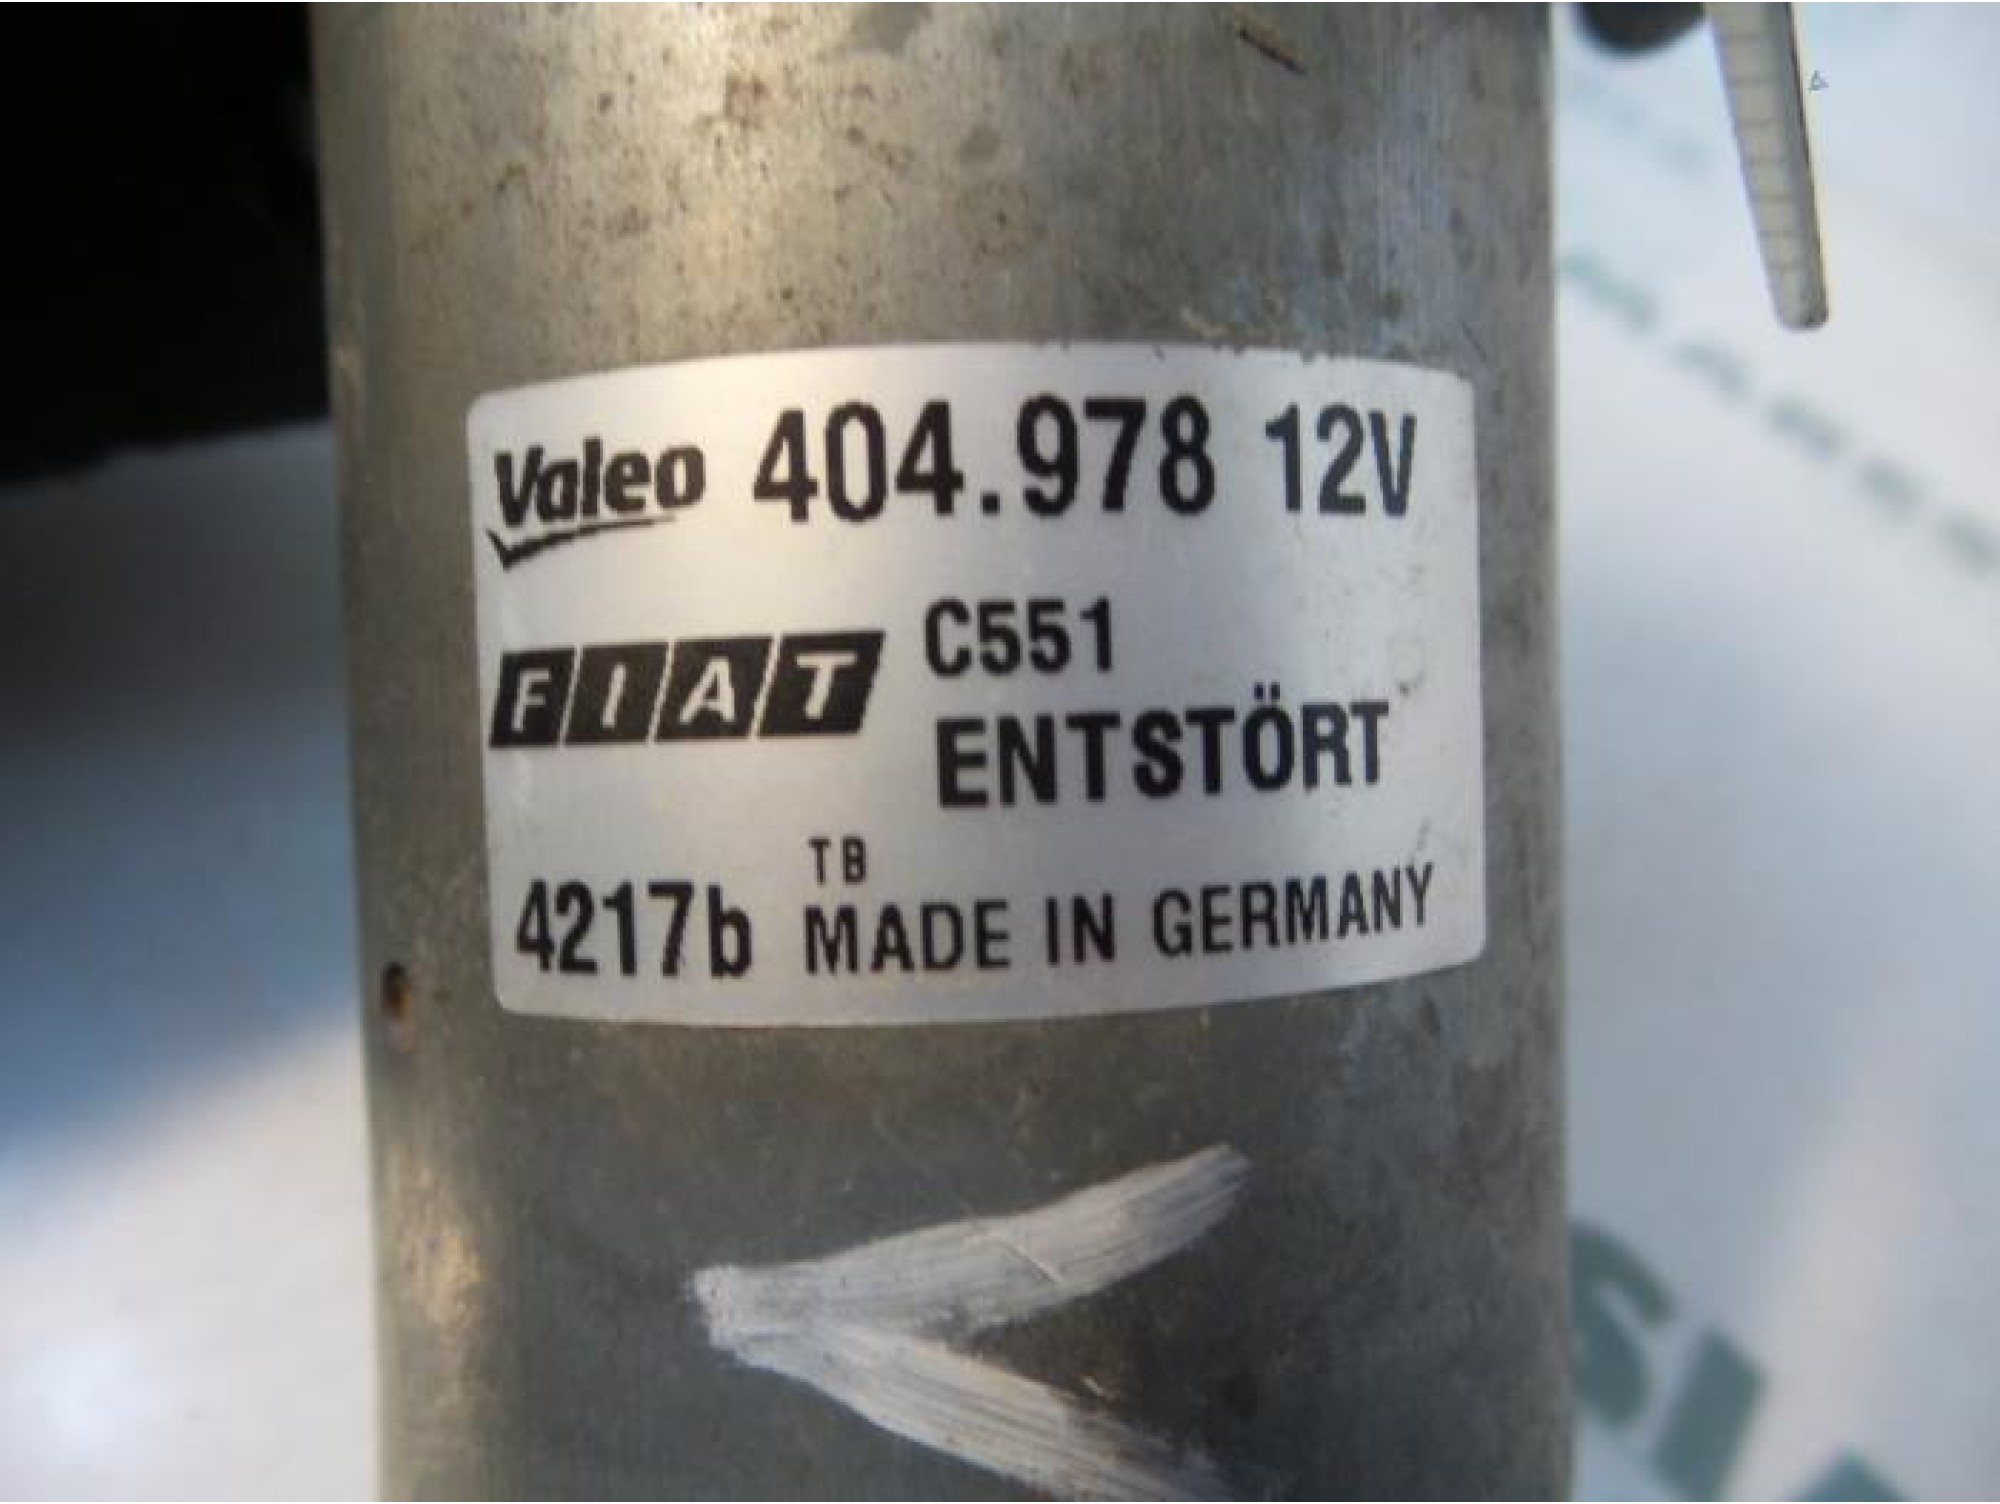 Valeo 404.978 12V
FIAT C551
ENTSTÖRT
TB
4217b MADE IN GERMANY